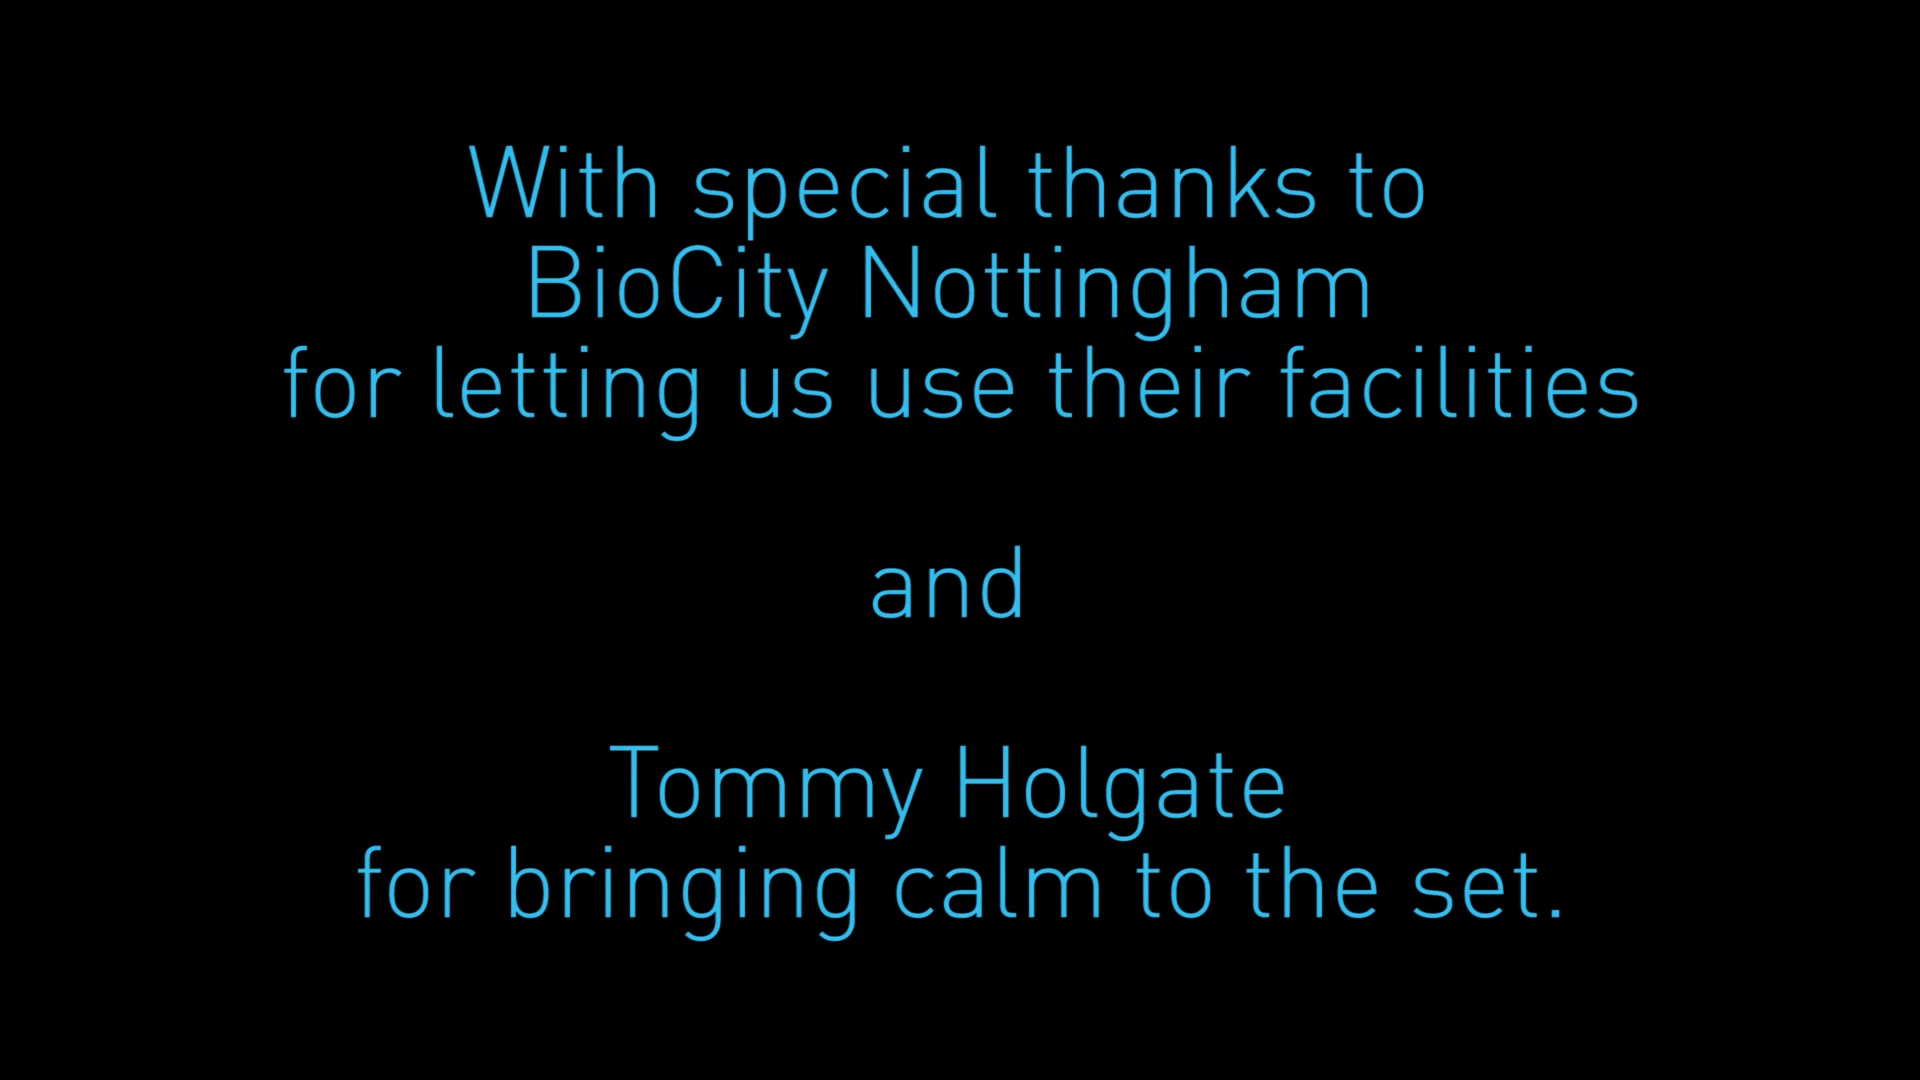 With special thanks to
BioCity Nottingham
for letting us use their facilities
and
Tommy Holgate
for bringing calm to the set.